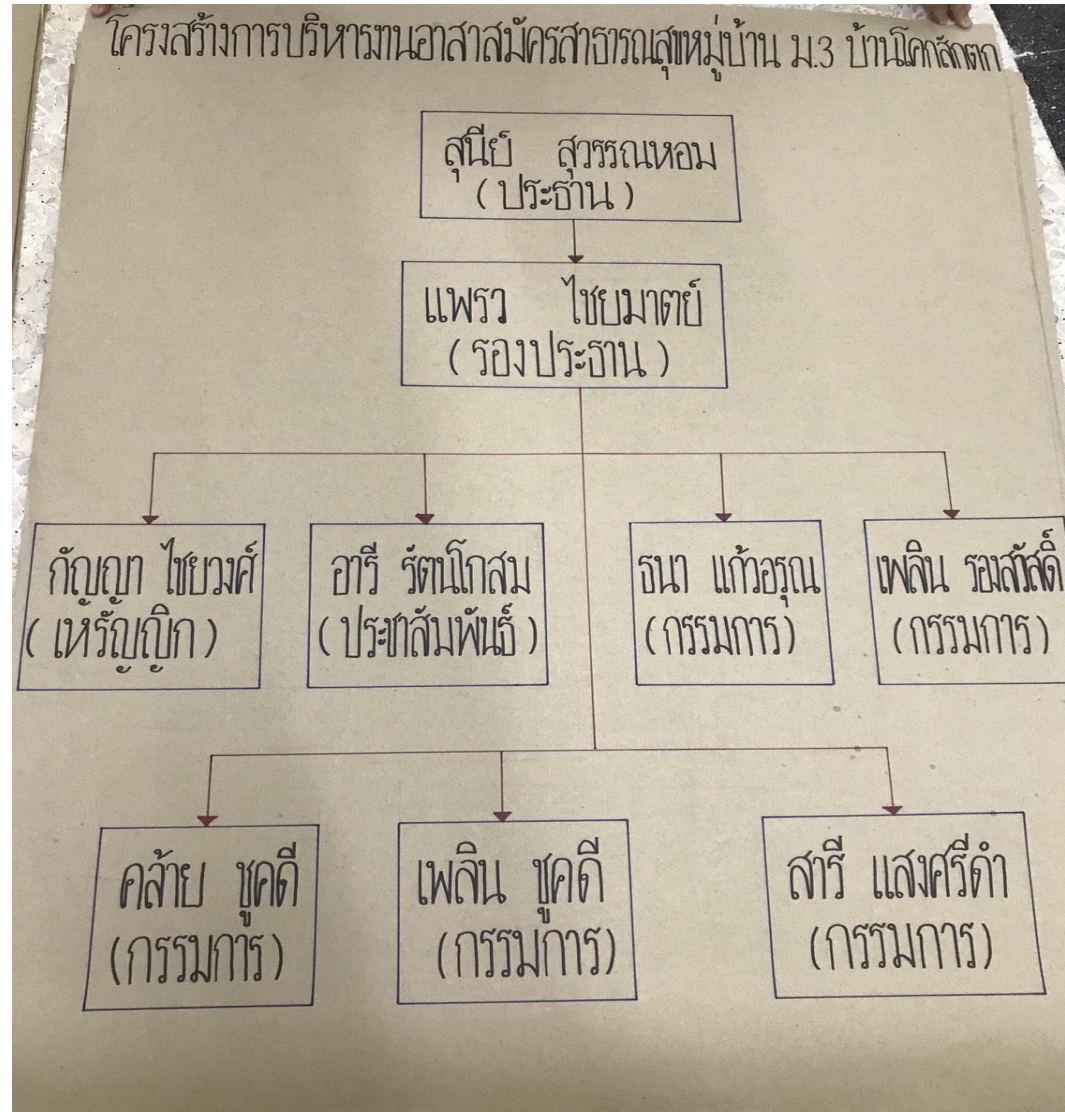 โครงสร้างการบริหารงานอาสาสมัครสาธารณสุขหมู่บ้าน ม.3 บ้านโคกสักตก
สุนีย์ สุวรรณหอม
(ประธาน)
แพรว ไชยมาตย์
(รองประธาน)
กัญญา ไชยวงศ์
(เหรัญญิก)
อารี รัตนโกสม
(ประชาสัมพันธ์)
ธนา แก้วอรุณ
(กรรมการ)
เพลิน รองสวัสดิ์
(กรรมการ)
คล้าย ชูคดี
(กรรมการ)
เพลิน ชูคดี
(กรรมการ)
สารี แสงศรีดำ
(กรรมการ)